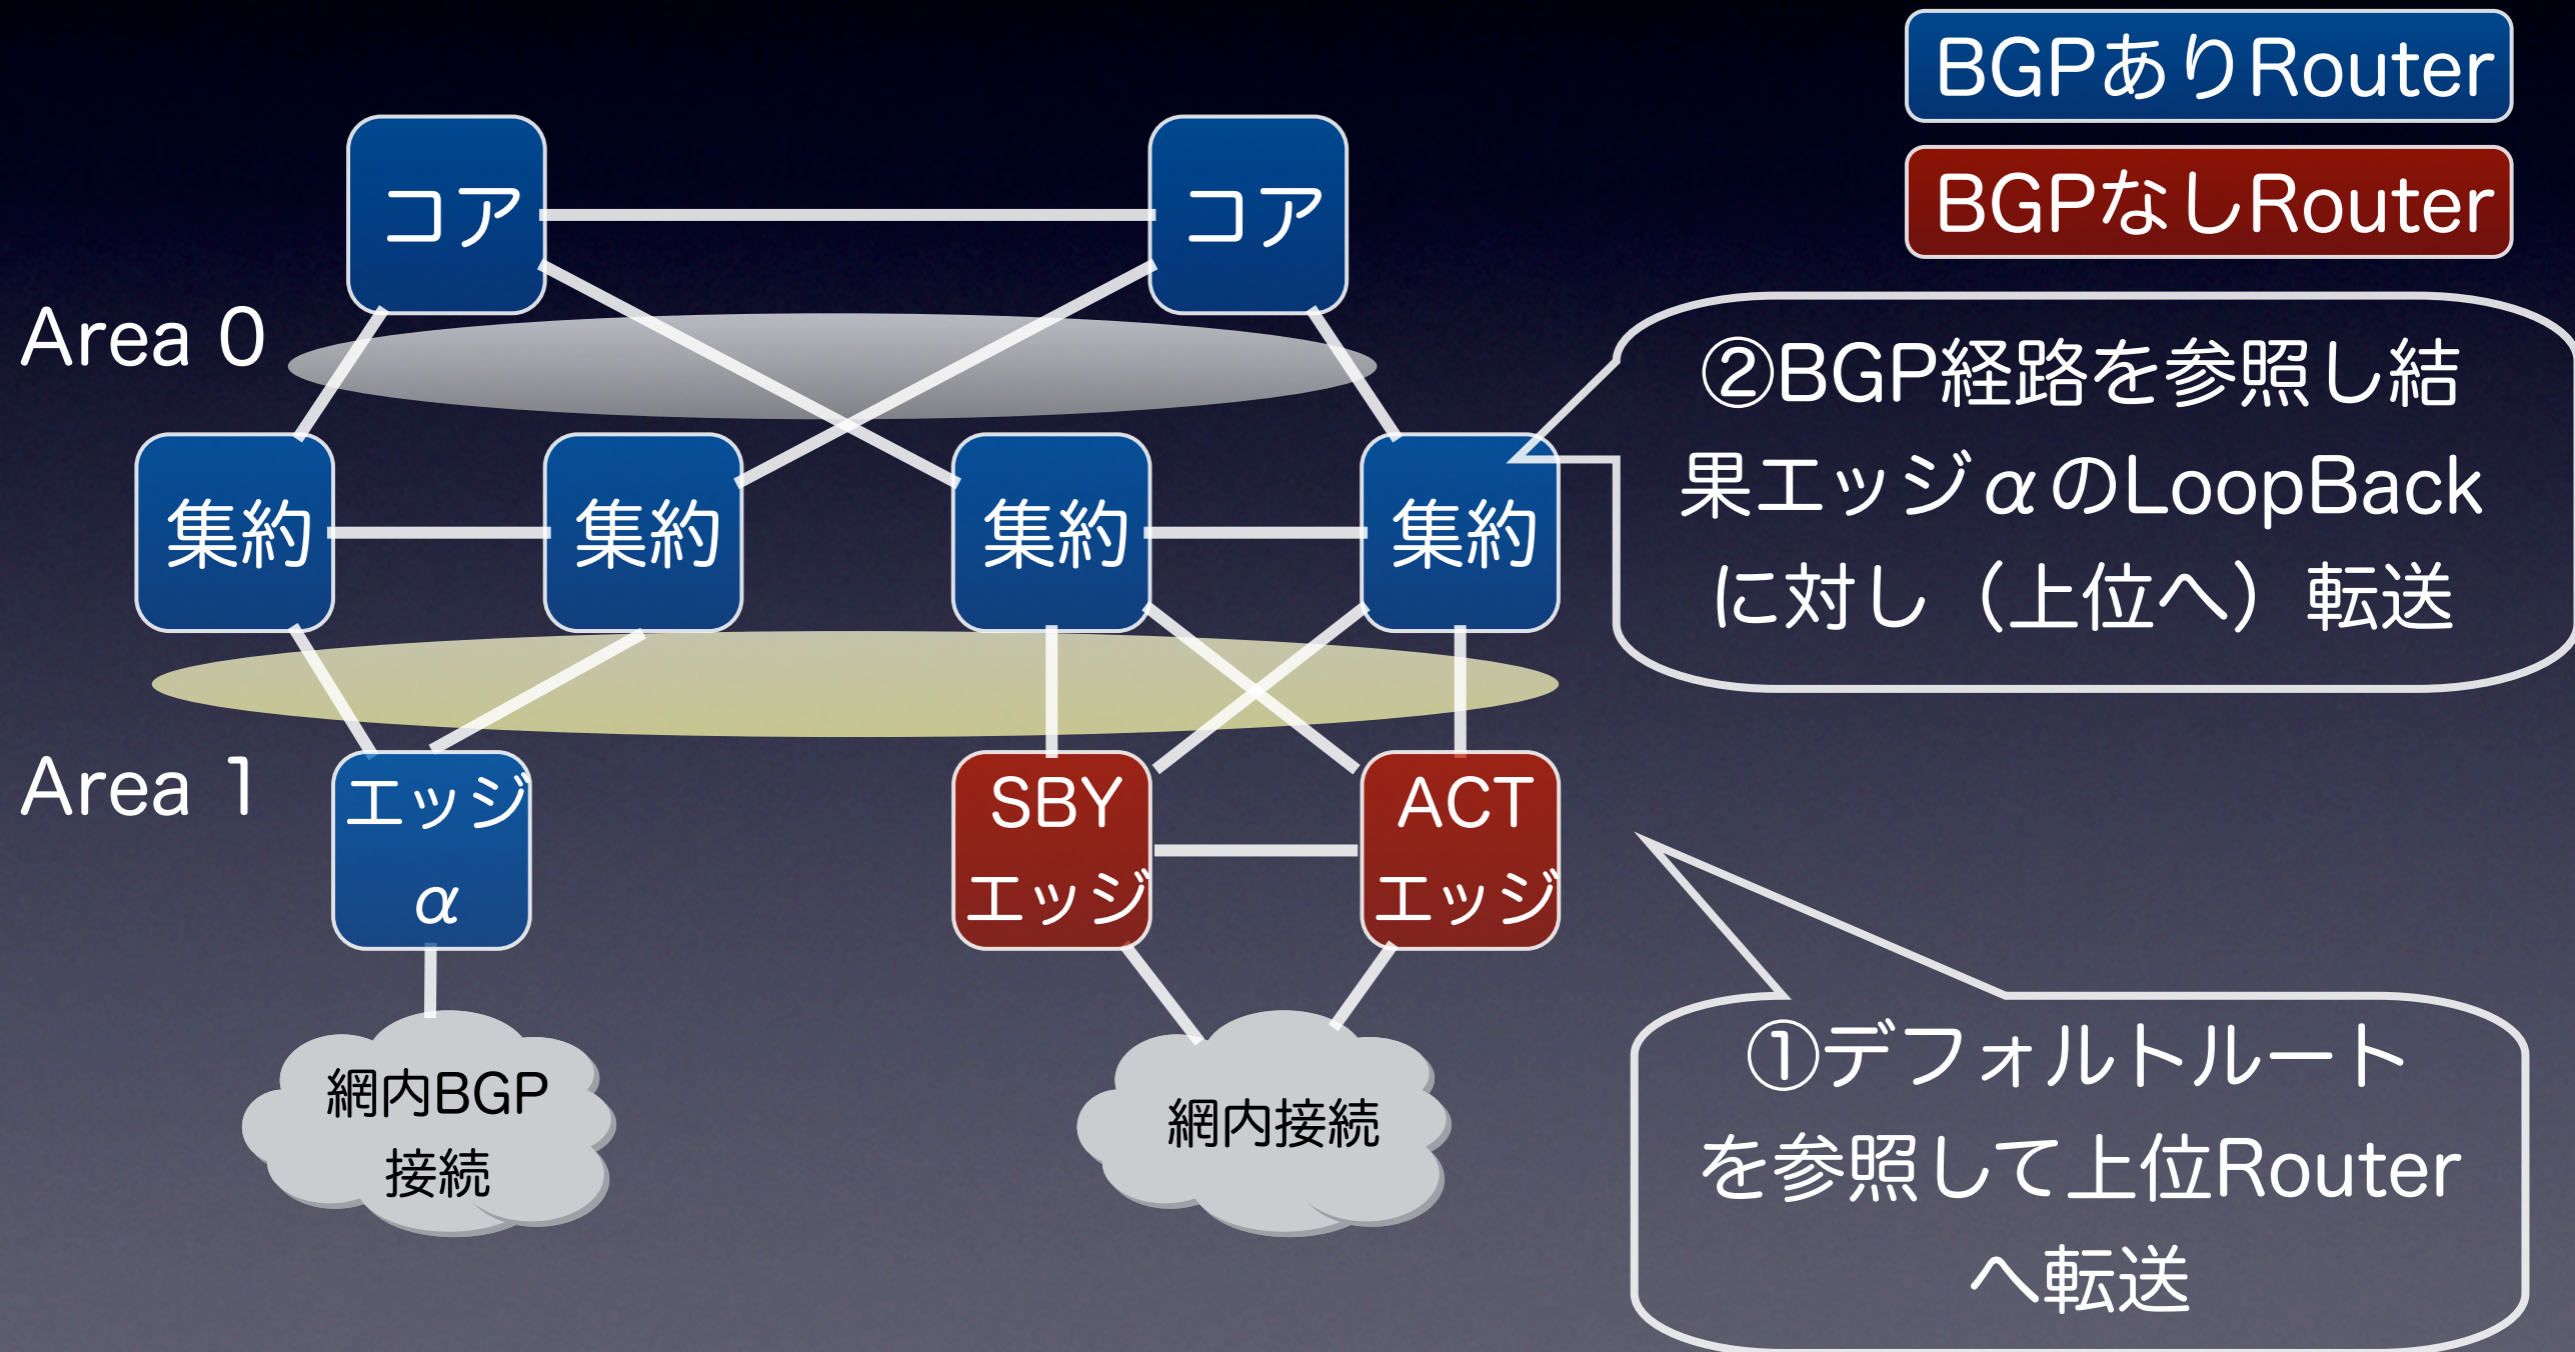 BGPありRouter
BGPなしRouter
コア
コア
Area 0
②BGP経路を参照し結
果エッジαのLoopBack
に対し（上位へ）転送
集約
集約
集約
集約
Area 1
エッジ
α
SBY
エッジ
ACT
エッジ
網内BGP
接続
網内接続
①デフォルトルート
を参照して上位Router
へ転送